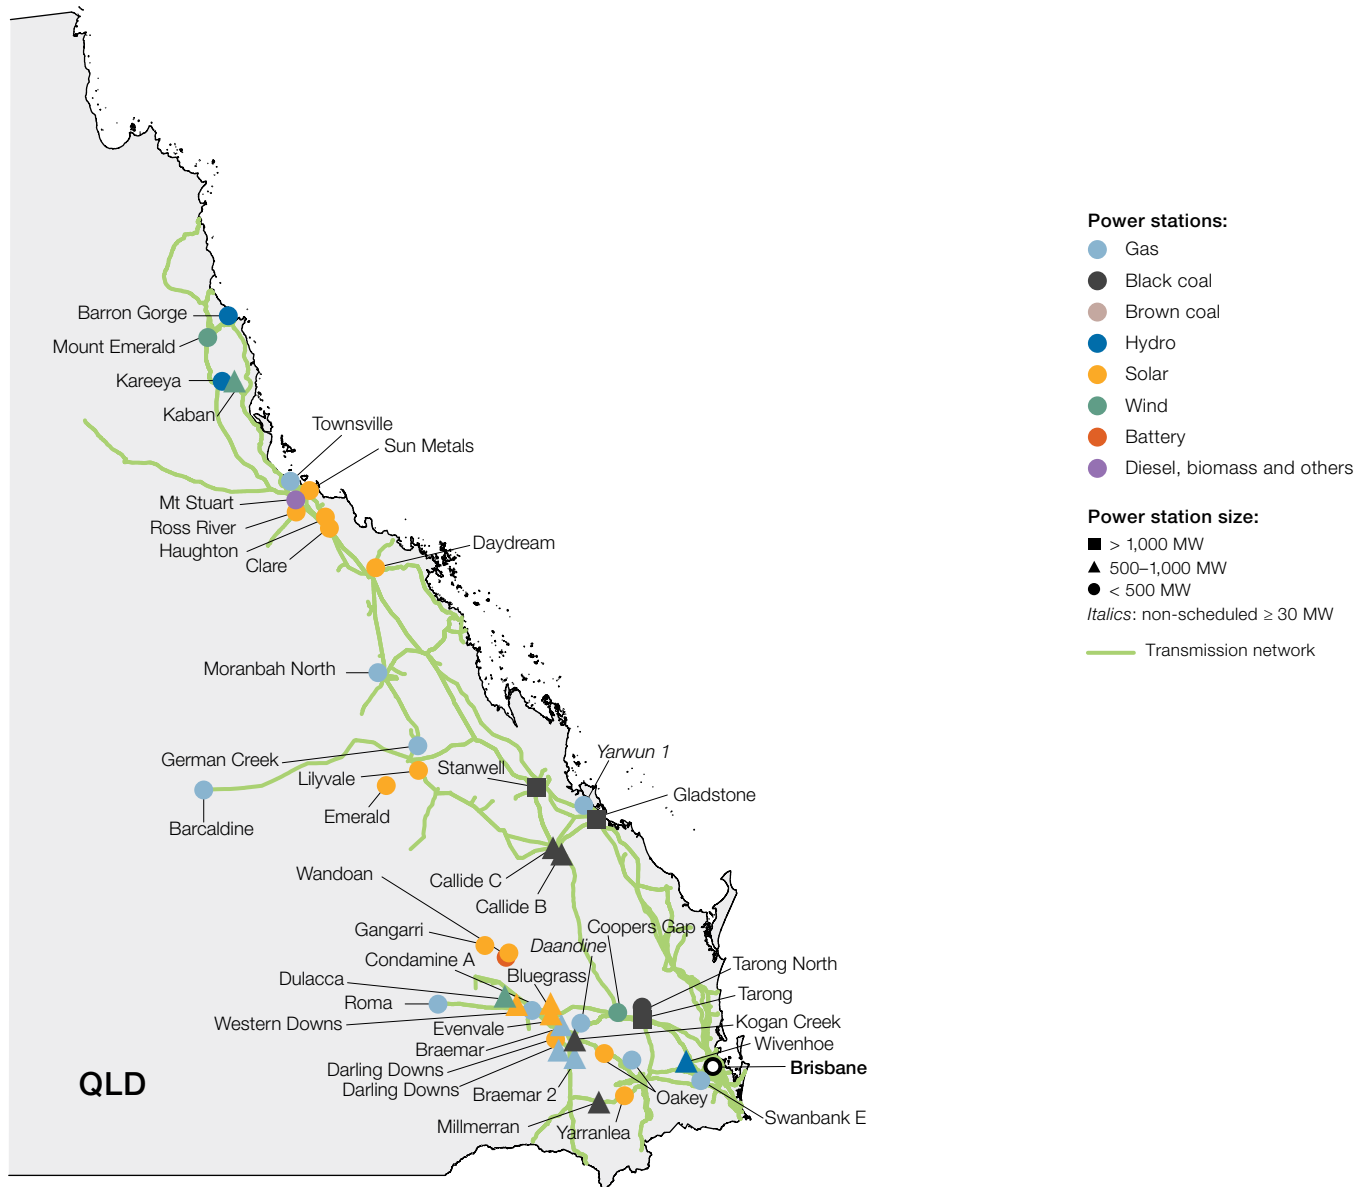 Barron Gorge
Mount Emerald
Kareeya
Kaban
Townsville
Sun Metals
Mt Stuart
Ross River
Haughton
Clare
Daydream
Moranbah North
German Creek
Lilyvale
Stanwell
Yarwun 1
Gladstone
Emerald
Barcaldine
Wandoan
Callide C
Callide B
Gangarri
Coopers Gap
Daandine
Condamine A
Bluegrass
Tarong North
Dulacca
Tarong
Roma
Western Downs
Evenvale
Kogan Creek
Braemar
Wivenhoe
Darling Downs
Brisbane
Darling Downs
QLD
Braemar 2
Oakey
Swanbank E
Millmerran
Yarranlea
Power stations:
Gas
Black coal
Brown coal
Hydro
Solar
Wind
Battery
Diesel, biomass and others
Power station size:
> 1,000 MW
500–1,000 MW
< 500 MW
Italics: non-scheduled ≥ 30 MW
Transmission network